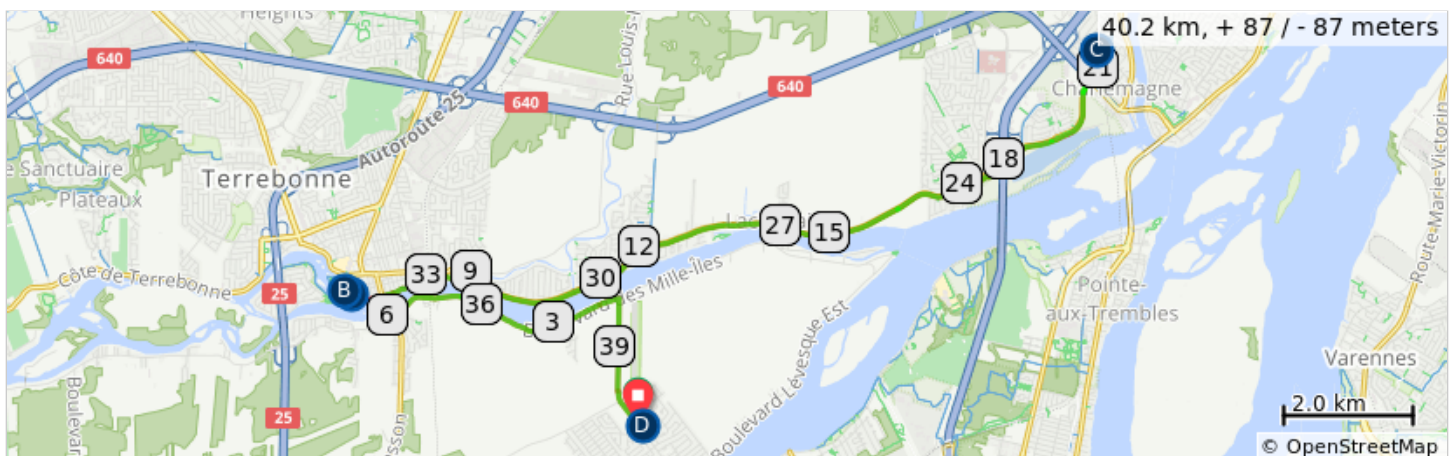 Heights
40.2 km, + 87 / - 87 meters
640
C
21
Rue Louis-
640
640
Autoroute 25
18
Sanctuaire
Terrebonne
24
Plateaux
27
15
12
Route-Marie-Victorin
33
9
30
Côte de Terrebonne
B
25
6
36
3
Boulevard des Mille-Îles
Pointe-
aux-Trembles
39
Varennes
Boulevard Lévesque Est
D
25
2.0 km
© OpenStreetMap